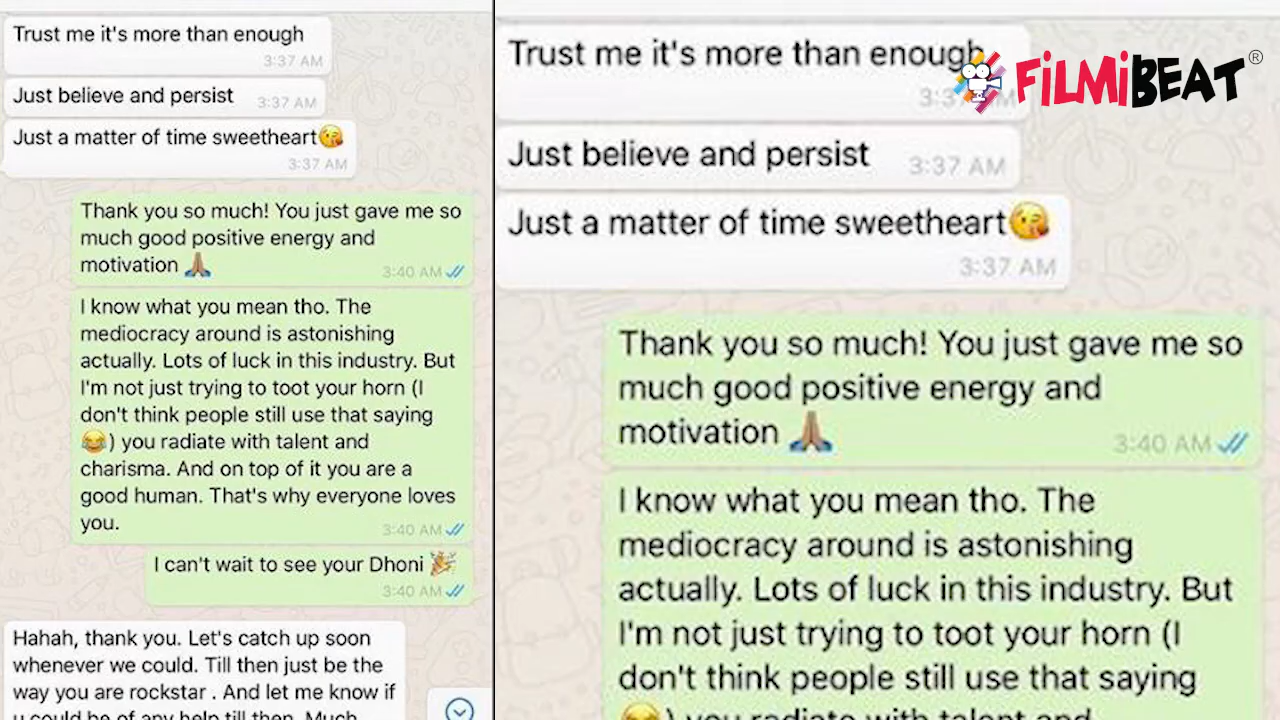 Trust me it's more than enough
3:37 AM
Just believe and persist 3:37 AM
Just a matter of time sweetheart😘
3:37 AM
Thank you so much! You just gave me so
much good positive energy and
motivation 🙏🏽 3:40 AM
I know what you mean tho. The
mediocracy around is astonishing
actually. Lots of luck in this industry. But
I'm not just trying to toot your horn (I
don't think people still use that saying
😂) you radiate with talent and
charisma. And on top of it you are a
good human. That's why everyone loves
you. 3:40 AM
I can't wait to see your Dhoni 🎉
3:40 AM
Hahah, thank you. Let's catch up soon
whenever we could. Till then just be the
way you are rockstar . And let me know if
u could be of any help till then. Much
Trust me it's more than enough
FILMIBEAT®
Just believe and persist 3:37 AM
Just a matter of time sweetheart😘
3:37 AM
Thank you so much! You just gave me so
much good positive energy and
motivation 🙏🏽 3:40 AM
I know what you mean tho. The
mediocracy around is astonishing
actually. Lots of luck in this industry. But
I'm not just trying to toot your horn (I
don't think people still use that saying
😂) you radiate with talent and